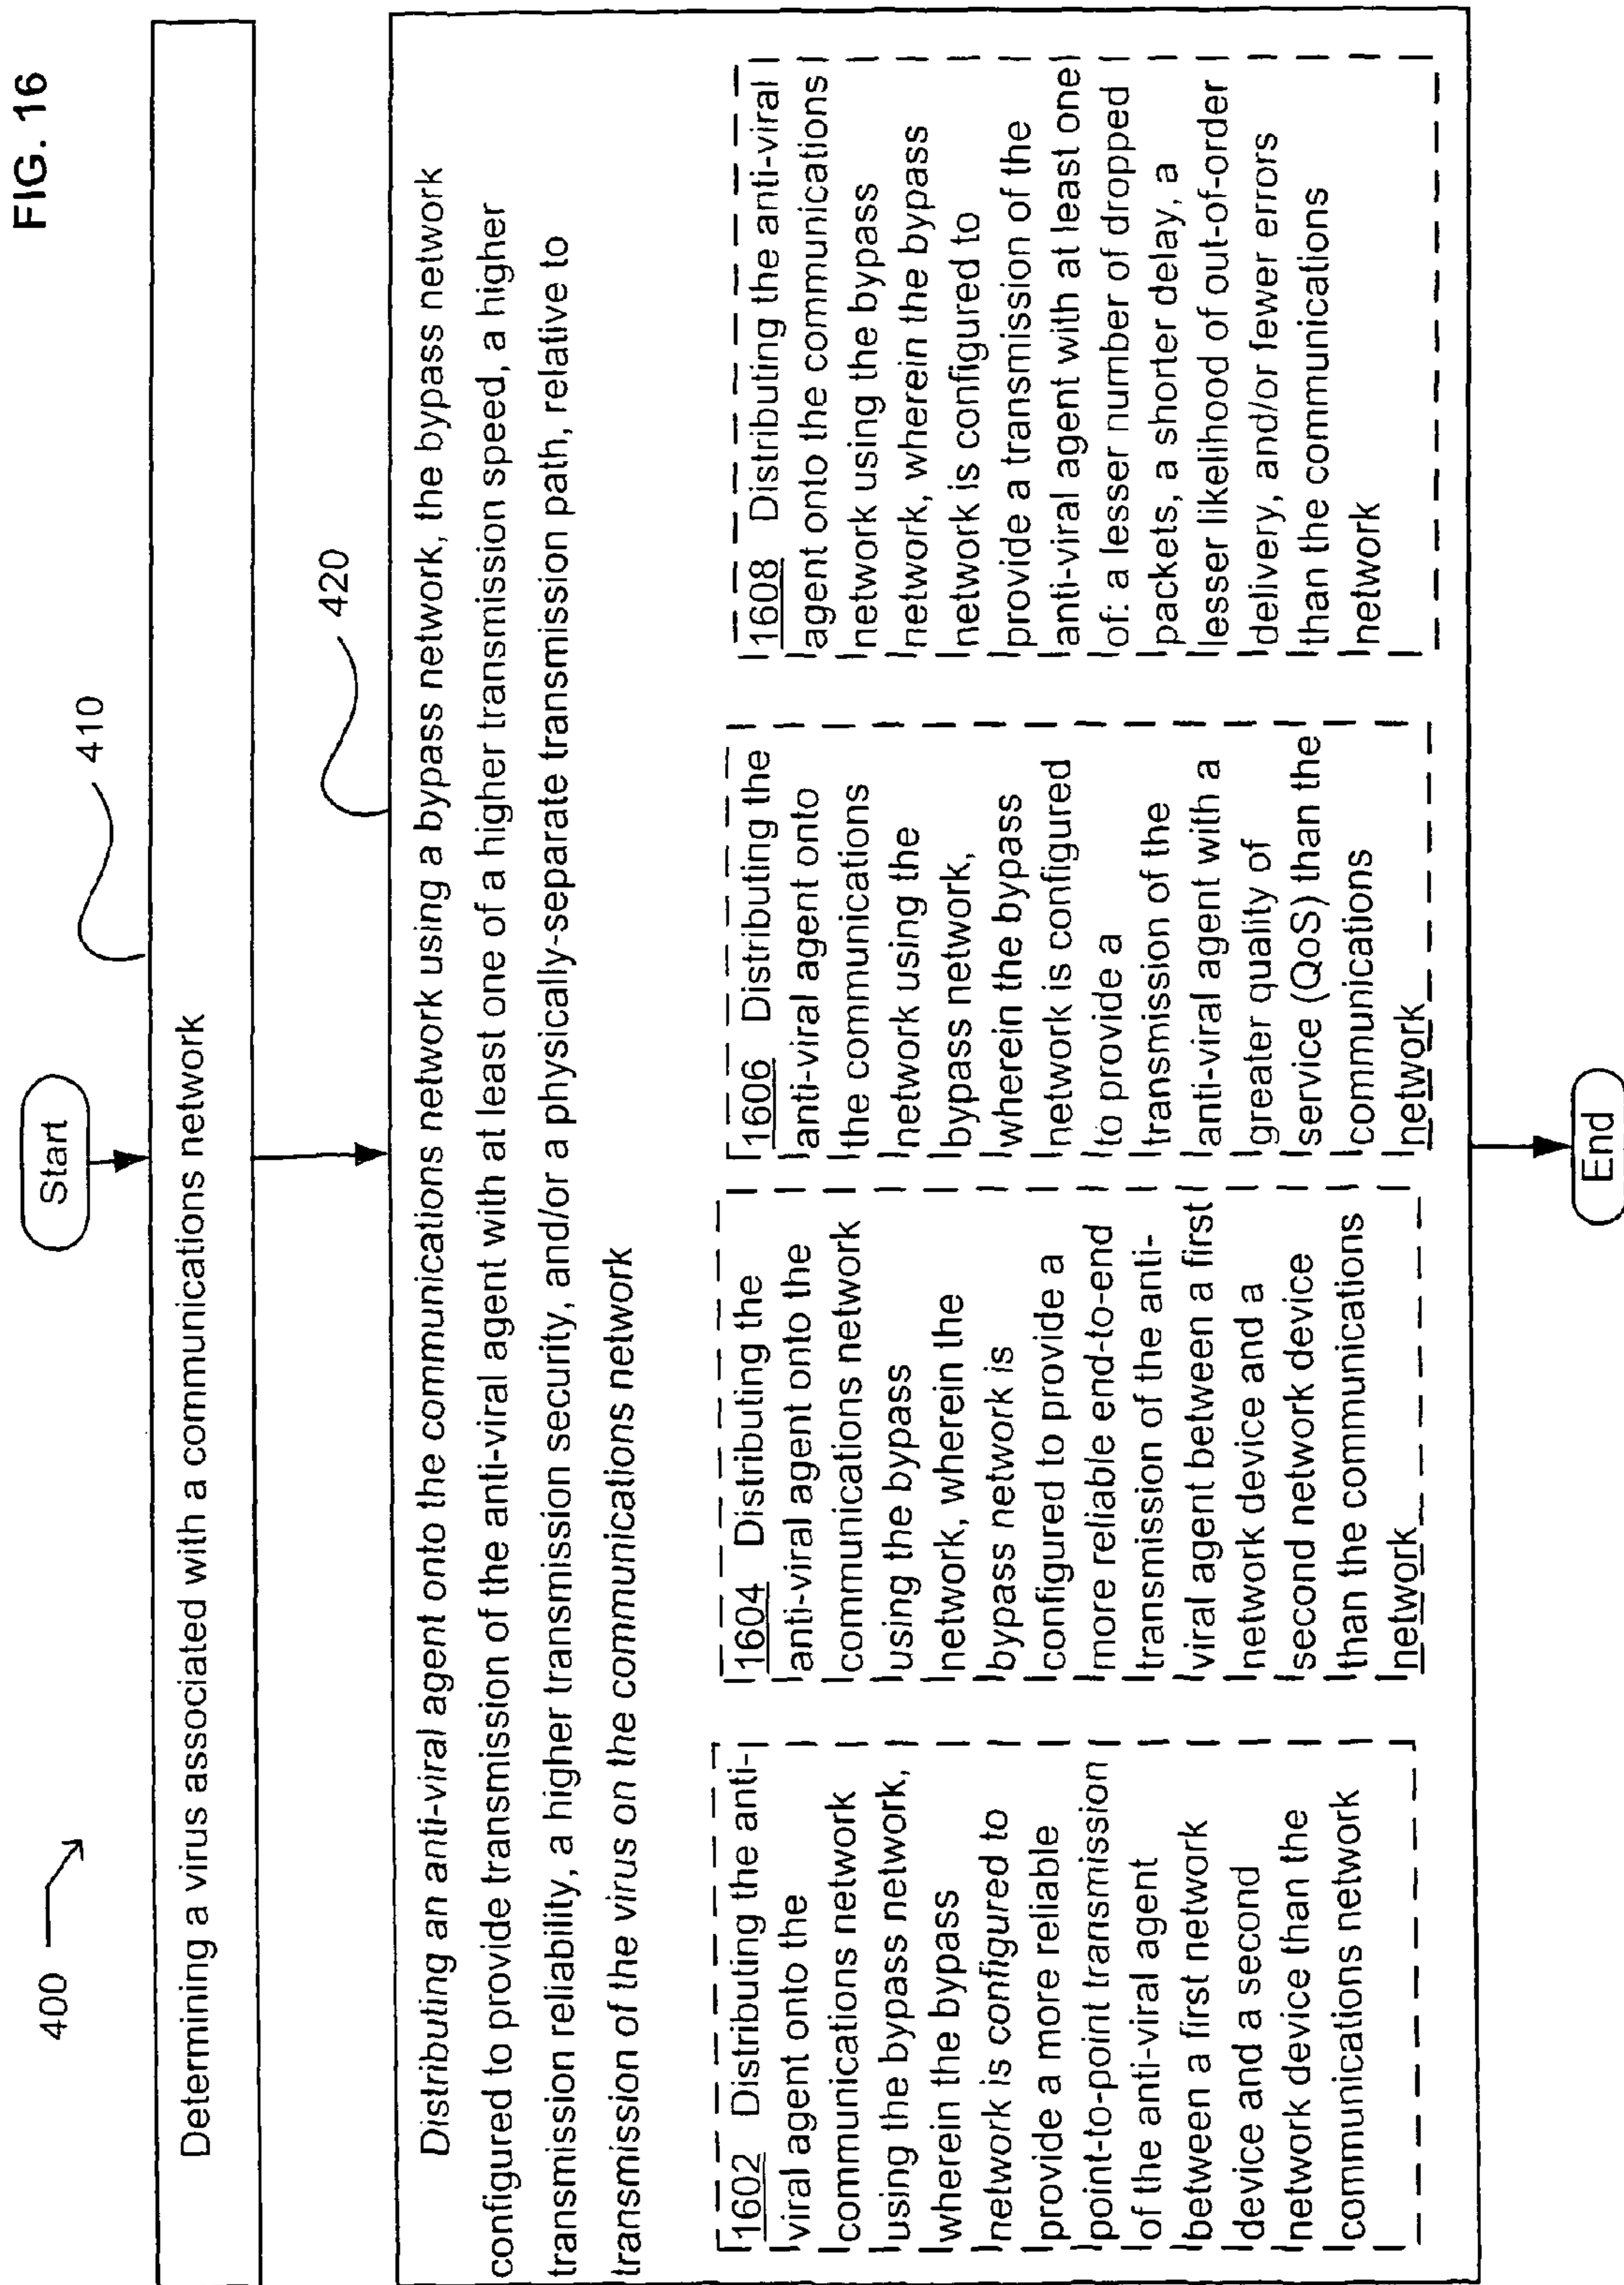 FIG. 16
400
Start
410
Determining a virus associated with a communications network
420
Distributing an anti-viral agent onto the communications network using a bypass network, the bypass network
configured to provide transmission of the anti-viral agent with at least one of a higher transmission speed, a higher
transmission reliability, a higher transmission security, and/or a physically-separate transmission path, relative to
transmission of the virus on the communications network
1602 Distributing the anti-
viral agent onto the
communications network
using the bypass network,
wherein the bypass
network is configured to
provide a more reliable
point-to-point transmission
of the anti-viral agent
between a first network
device and a second
network device than the
communications network
1604 Distributing the
anti-viral agent onto the
communications network
using the bypass
network, wherein the
bypass network is
configured to provide a
more reliable end-to-end
transmission of the anti-
viral agent between a first
network device and a
second network device
than the communications
network
1606 Distributing the
anti-viral agent onto
the communications
network using the
bypass network,
wherein the bypass
network is configured
to provide a
transmission of the
anti-viral agent with a
greater quality of
service (QoS) than the
communications
network
1608 Distributing the anti-viral
agent onto the communications
network using the bypass
network, wherein the bypass
network is configured to
provide a transmission of the
anti-viral agent with at least one
of: a lesser number of dropped
packets, a shorter delay, a
lesser likelihood of out-of-order
delivery, and/or fewer errors
than the communications
network
End